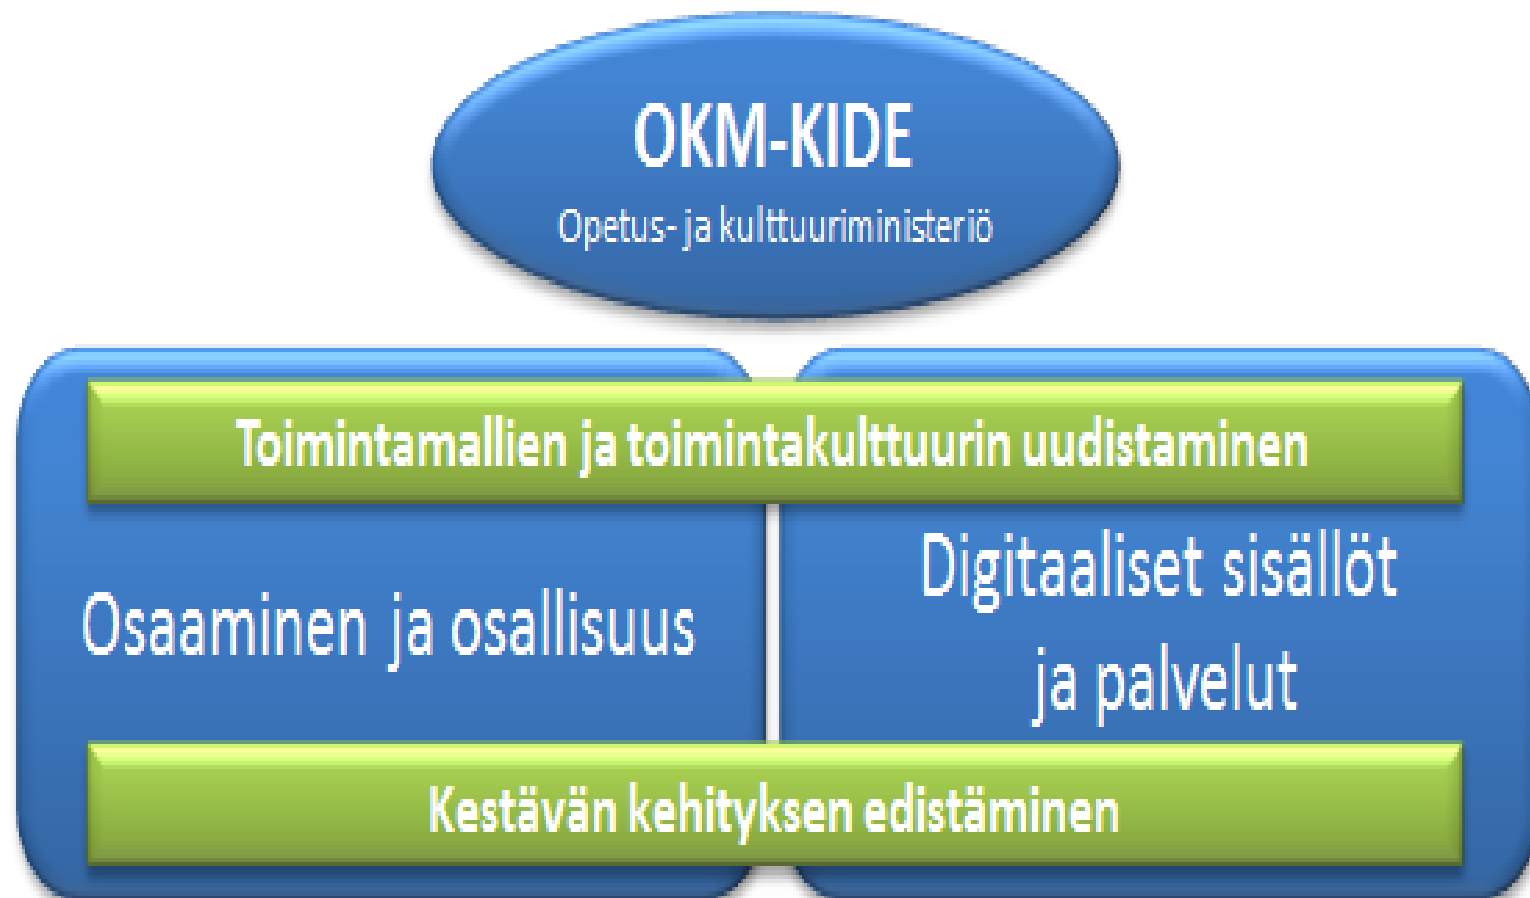 OKM-KIDE
Opetus- ja kulttuuriministeriö
Toimintamallien ja toimintakulttuurin uudistaminen
Osaaminen ja osallisuus
Digitaaliset sisällöt
ja palvelut
Kestävän kehityksen edistäminen